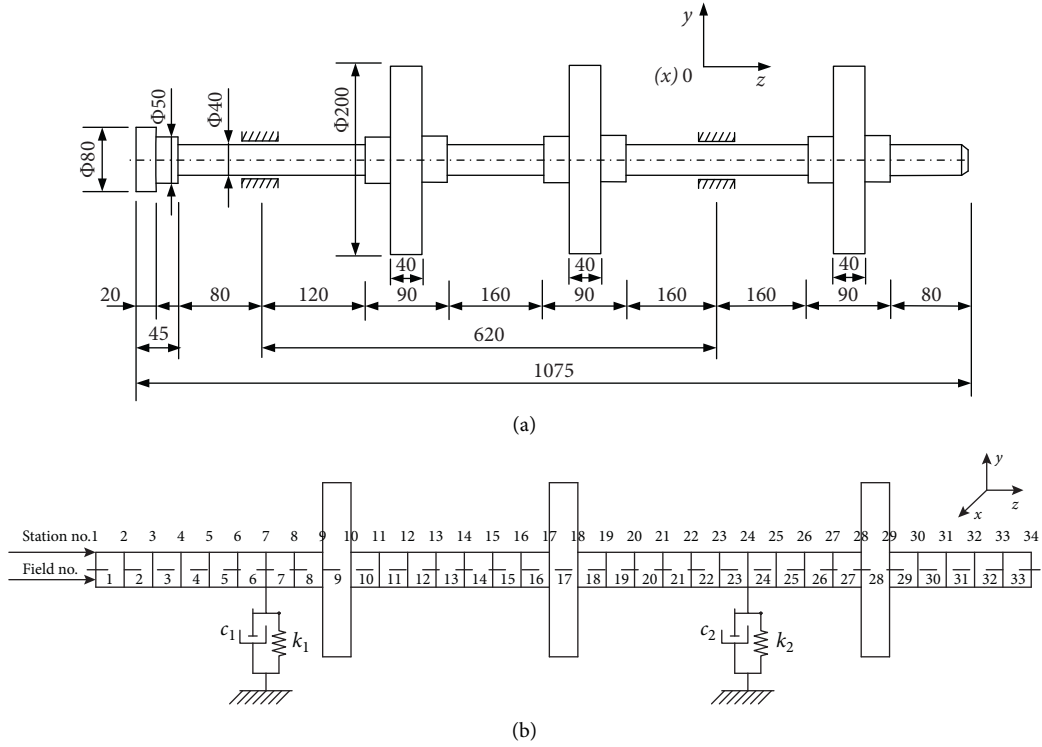 y
(x) 0
z
Φ80
Φ50
Φ40
Φ200
40
40
40
20
80
120
90
160
90
160
160
90
80
45
620
1075
(a)
y
x
z
Station no.1 2 3 4 5 6 7 8 9 10 11 12 13 14 15 16 17 18 19 20 21 22 23 24 25 26 27 28 29 30 31 32 33 34
Field no. 1 2 3 4 5 6 7 8 9 10 11 12 13 14 15 16 17 18 19 20 21 22 23 24 25 26 27 28 29 30 31 32 33
c1 k1
c2 k2
(b)